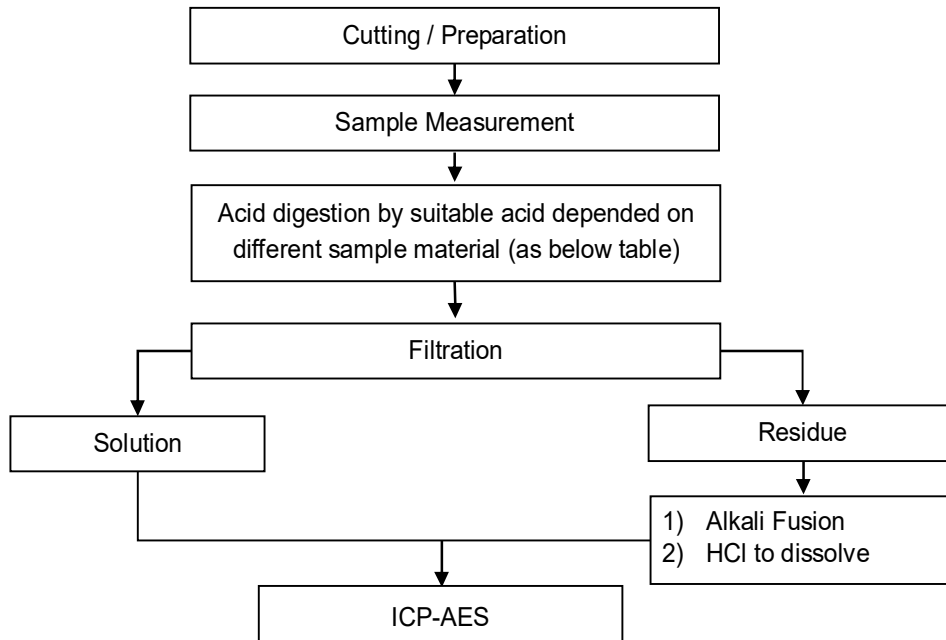 Cutting / Preparation
Sample Measurement
Acid digestion by suitable acid depended on
different sample material (as below table)
Filtration
Solution
Residue
1) Alkali Fusion
2) HCl to dissolve
ICP-AES